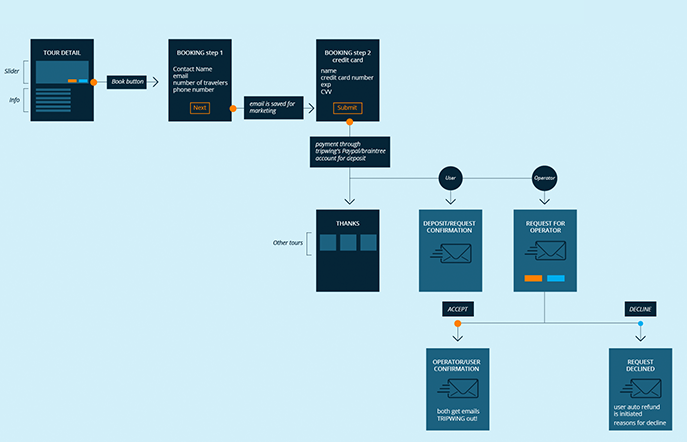 TOUR DETAIL
Slider
Info
Book button
BOOKING step 1
Contact Name
email
number of travelers
phone number
Next
email is saved for
marketing
BOOKING step 2
credit card
name
credit card number
exp
CVV
Submit
payment through
tripwing's Paypal/braintree
account for deposit
User
Operator
THANKS
Other tours
DEPOSIT/REQUEST
CONFIRMATION
REQUEST FOR
OPERATOR
ACCEPT
DECLINE
OPERATOR/USER
CONFIRMATION
both get emails
TRIPWING out!
REQUEST
DECLINED
user auto refund
is initiated
reasons for decline